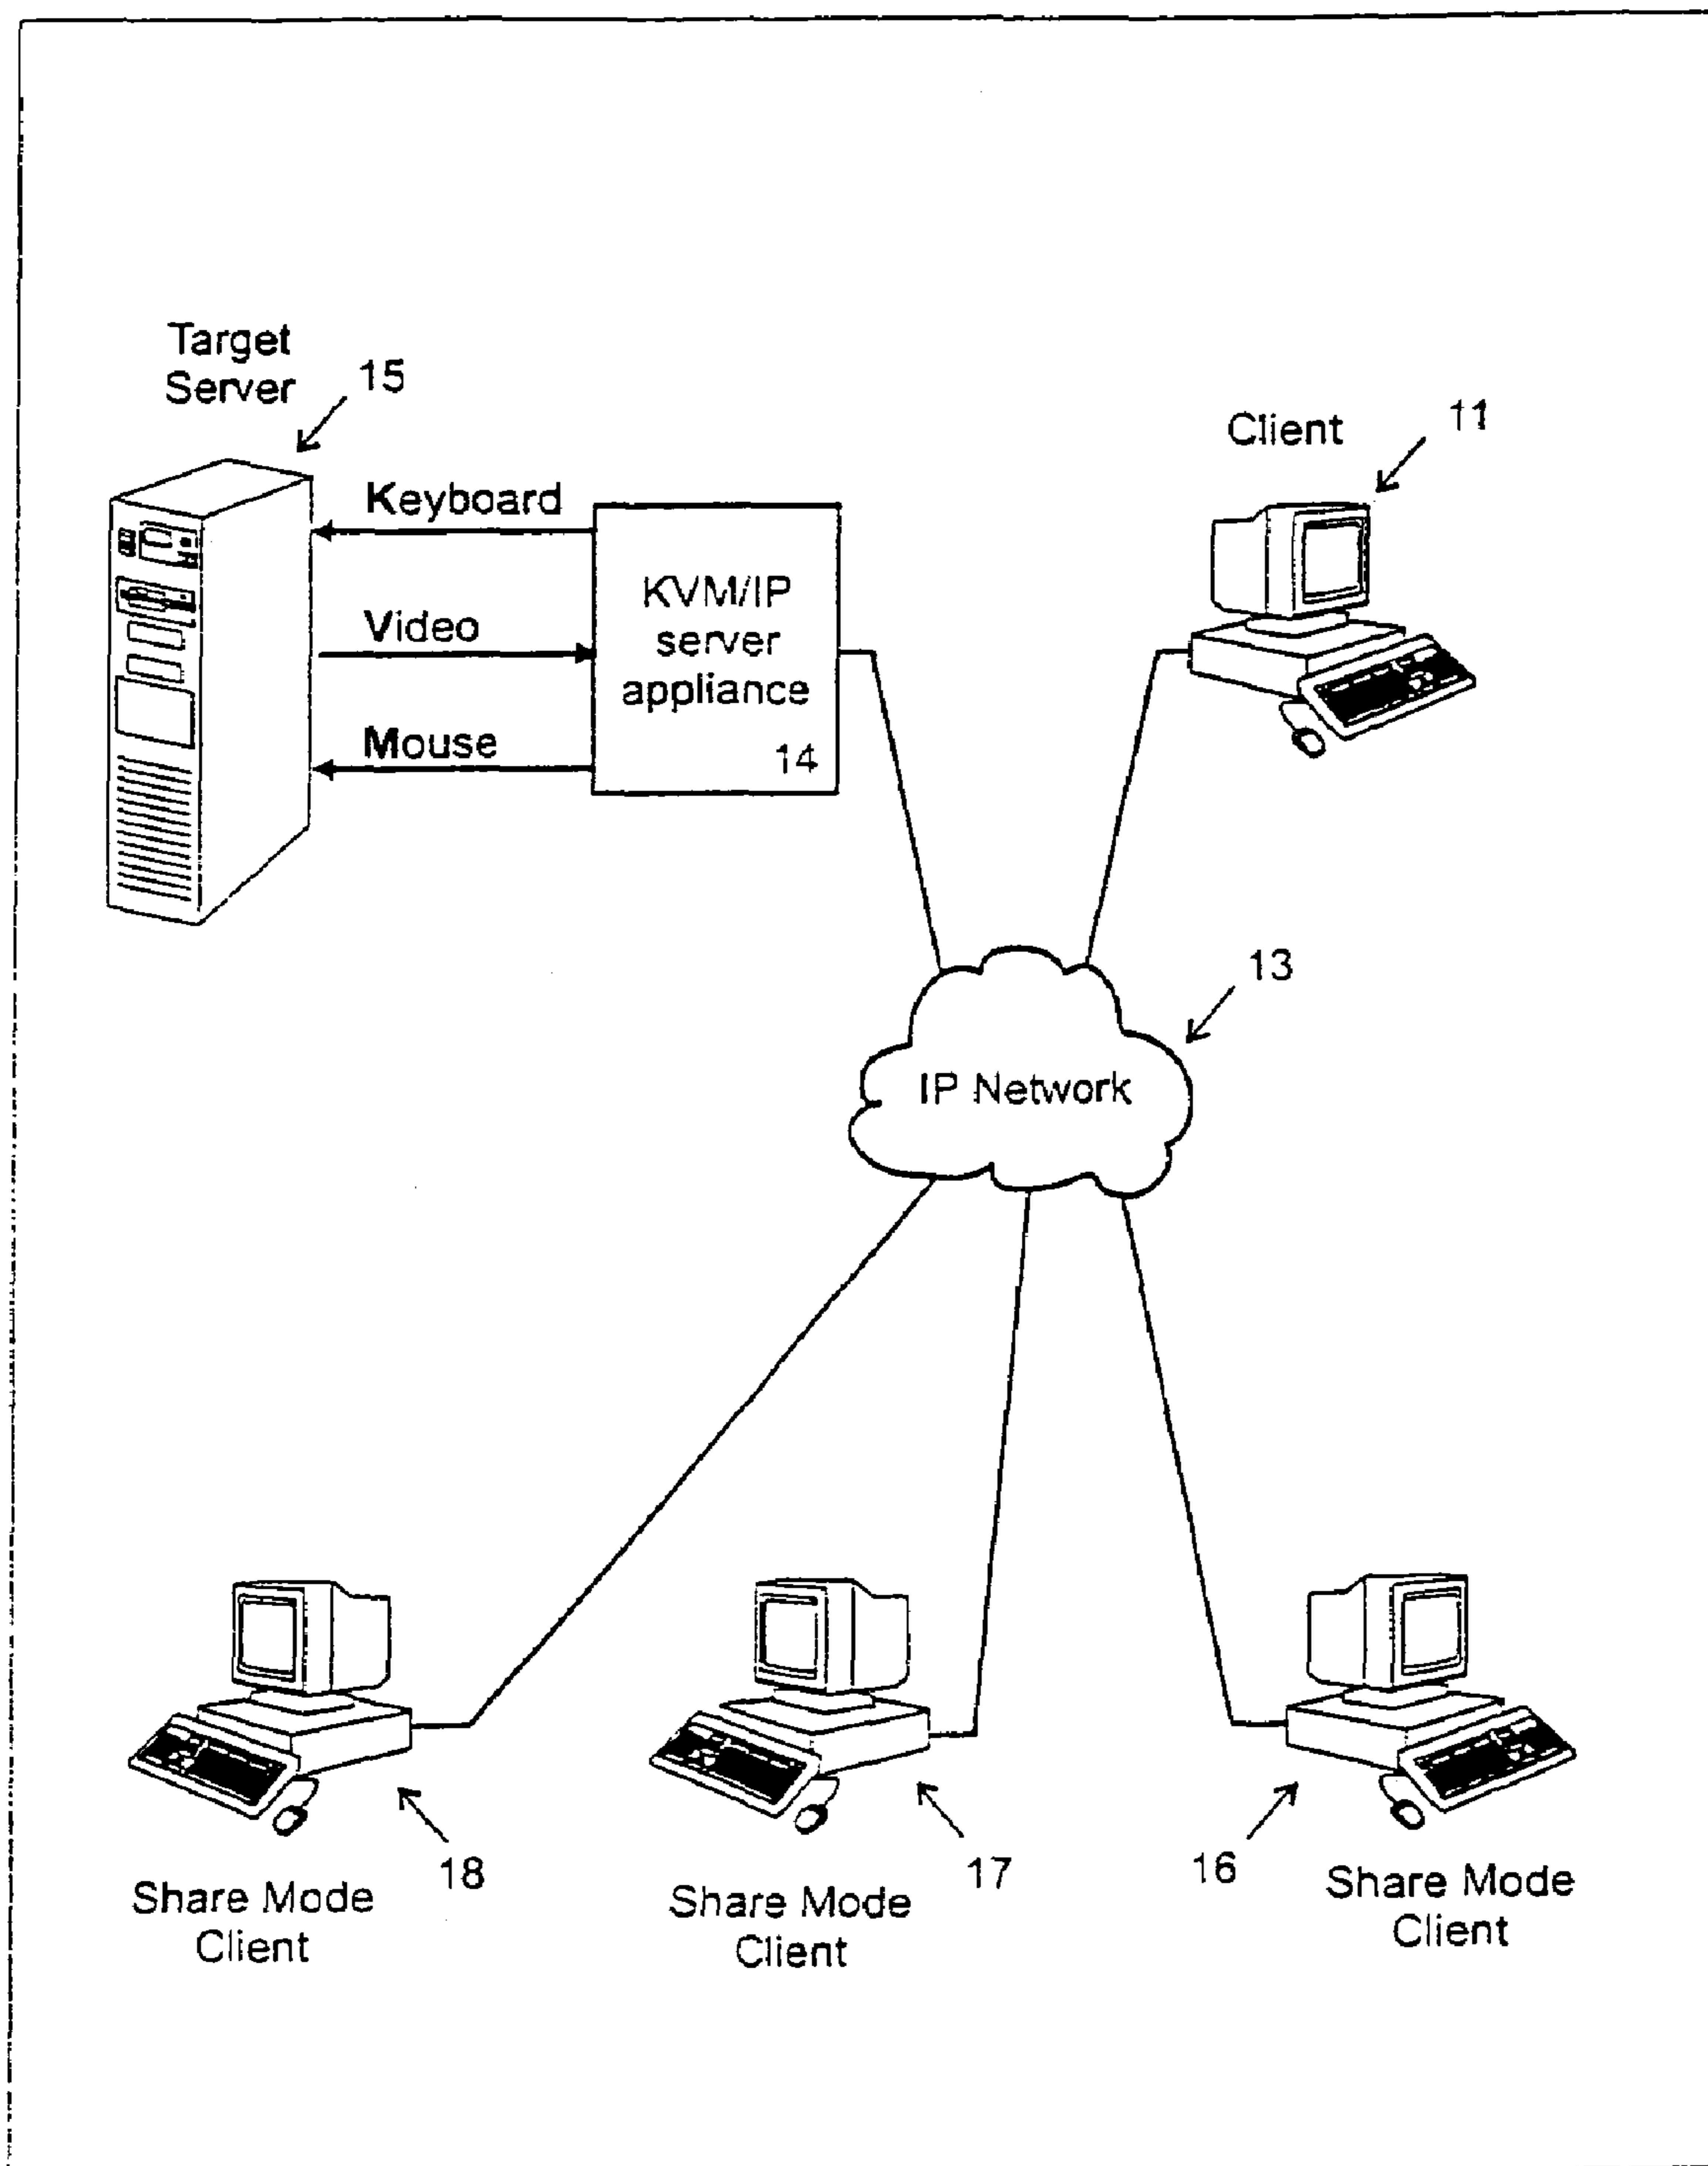 Target
Server
15
Keyboard
Video
Mouse
KVM/IP
server
appliance
14
Client
11
13
IP Network
18
Share Mode
Client
17
Share Mode
Client
16
Share Mode
Client